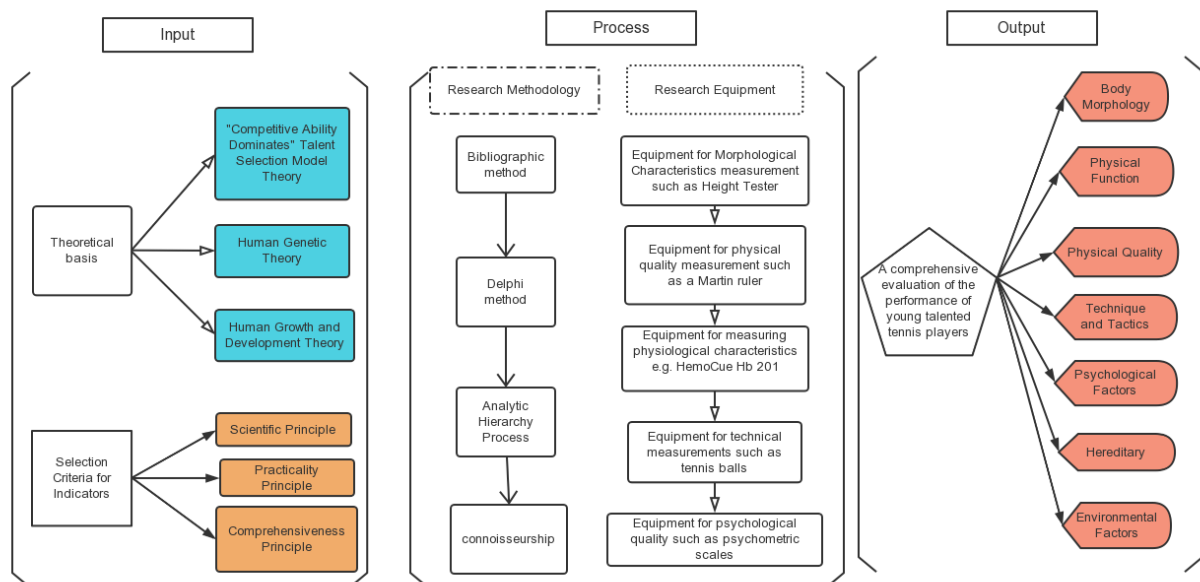 Input
Theoretical
basis
"Competitive Ability
Dominates" Talent
Selection Model
Theory
Human Genetic
Theory
Human Growth and
Development Theory
Selection
Criteria for
Indicators
Scientific Principle
Practicality
Principle
Comprehensiveness
Principle
Process
Research Methodology
Bibliographic
method
Delphi
method
Analytic
Hierarchy
Process
connoisseurship
Research Equipment
Equipment for Morphological
Characteristics measurement
such as Height Tester
Equipment for physical
quality measurement such
as a Martin ruler
Equipment for measuring
physiological characteristics
e.g. HemoCue Hb 201
Equipment for technical
measurements such as
tennis balls
Equipment for psychological
quality such as psychometric
scales
Output
A comprehensive
evaluation of the
performance of
young talented
tennis players
Body
Morphology
Physical
Function
Physical Quality
Technique
and Tactics
Psychological
Factors
Hereditary
Environmental
Factors